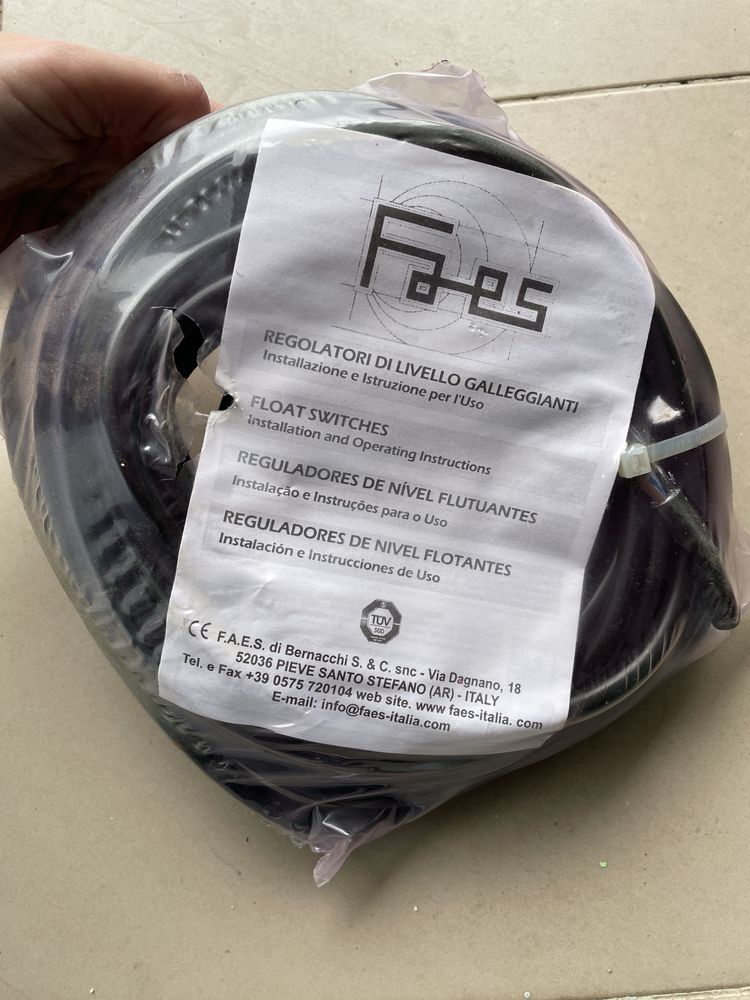 Faes
REGOLATORI DI LIVELLO GALLEGGIANTI
Installazione e Istruzione per l'Uso
FLOAT SWITCHES
Installation and Operating Instructions
REGULADORES DE NÍVEL FLUTUANTES
Instalação e Instruções para o Uso
REGULADORES DE NIVEL FLOTANTES
Instalación e Instrucciones de Uso
TÜV
SÜD
CE F.A.E.S. di Bernacchi S. & C. snc - Via Dagnano, 18
52036 PIEVE SANTO STEFANO (AR) - ITALY
Tel. e Fax +39 0575 720104 web site. www faes-italia. com
E-mail: info@faes-italia.com